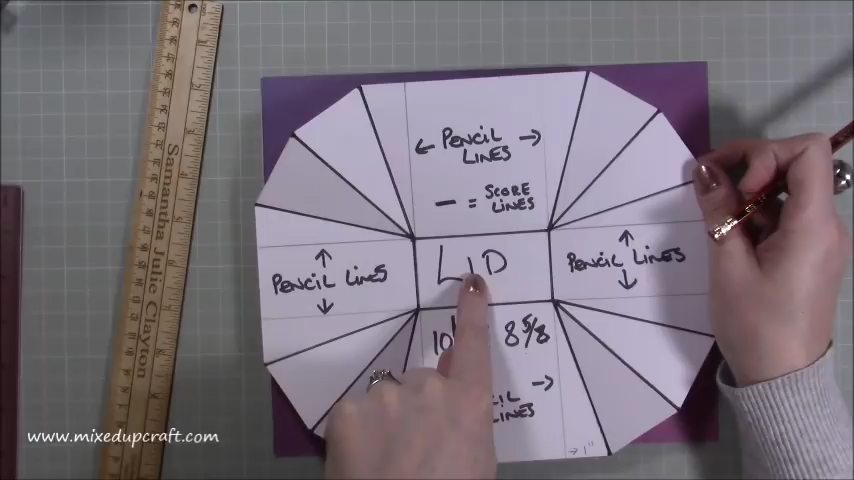 ← PENCIL →
LINES
— = SCORE
LINES
PENCIL LINES
LID
PENCIL LINES
8 5/8
LINES
→ 1"
Samantha Julie Clayton
www.mixedupcraft.com